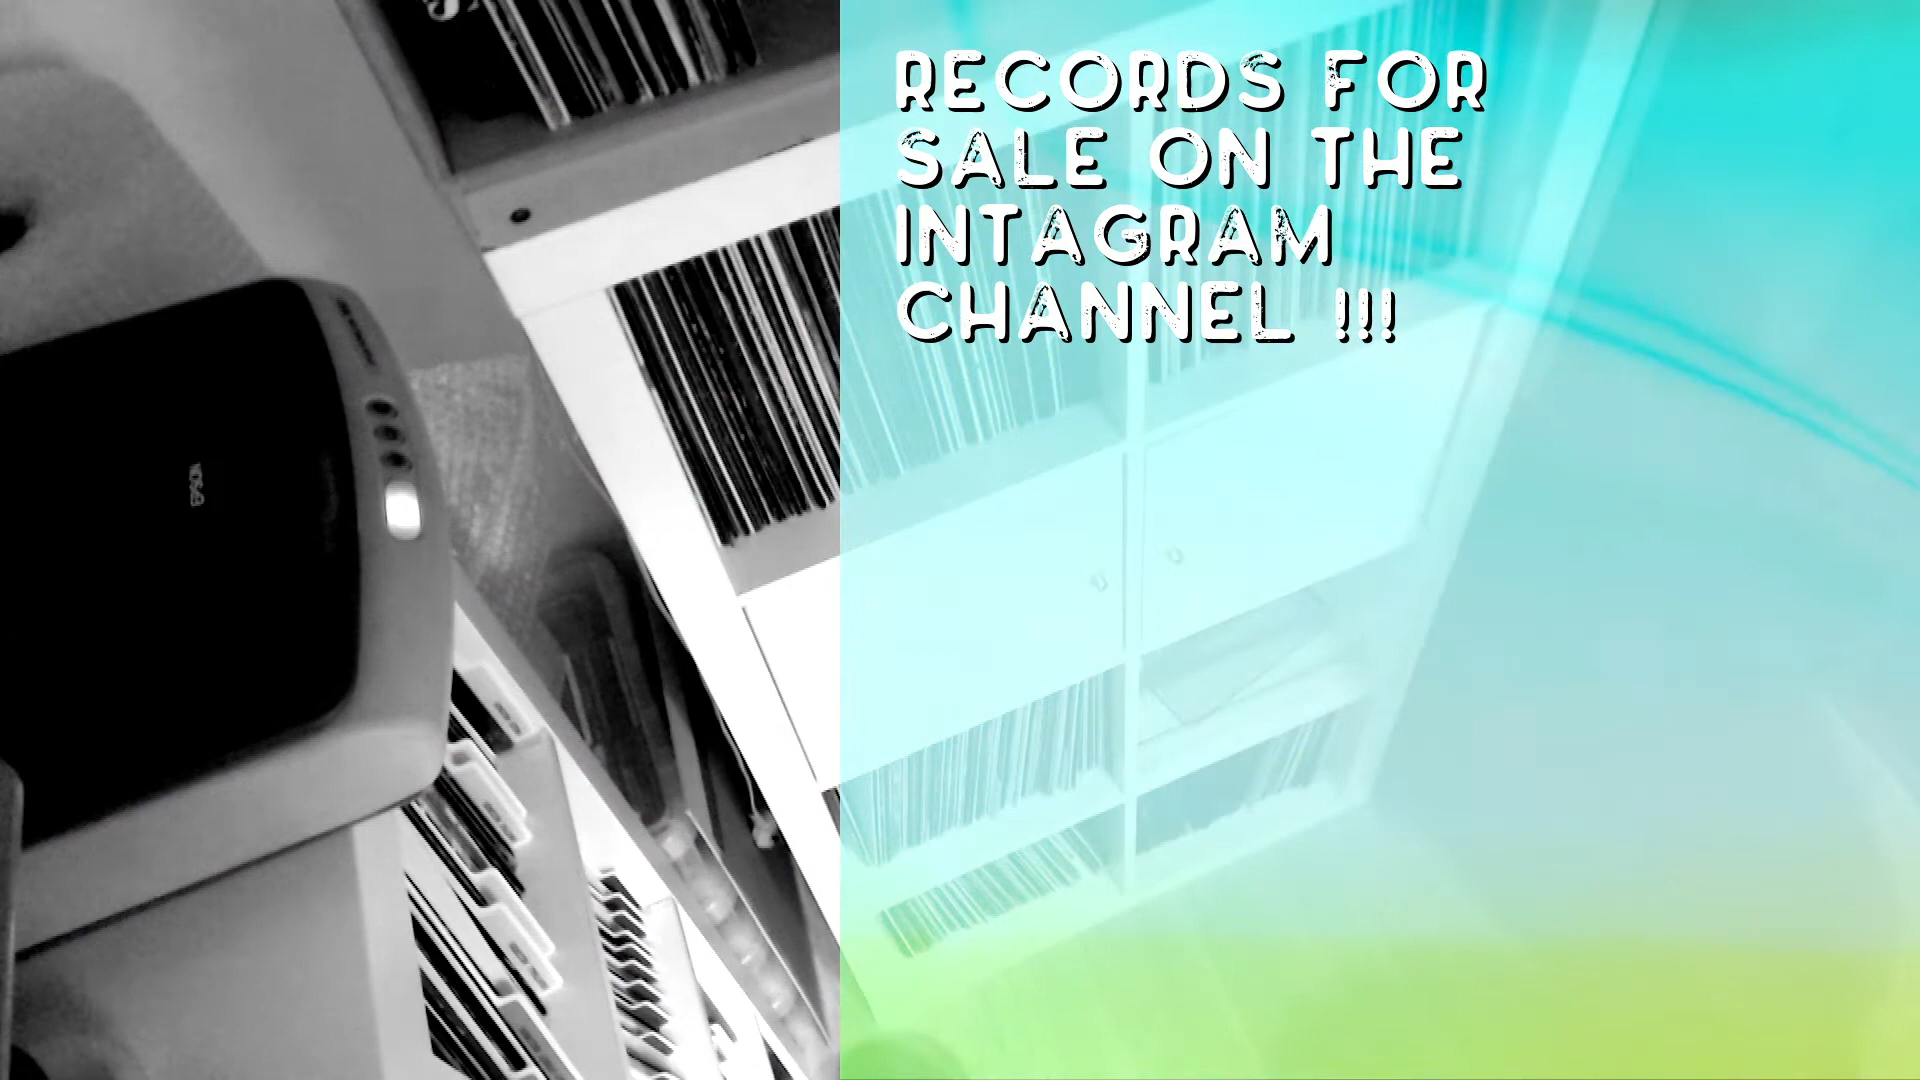 RECORDS FOR
SALE ON THE
INTAGRAM
CHANNEL !!!